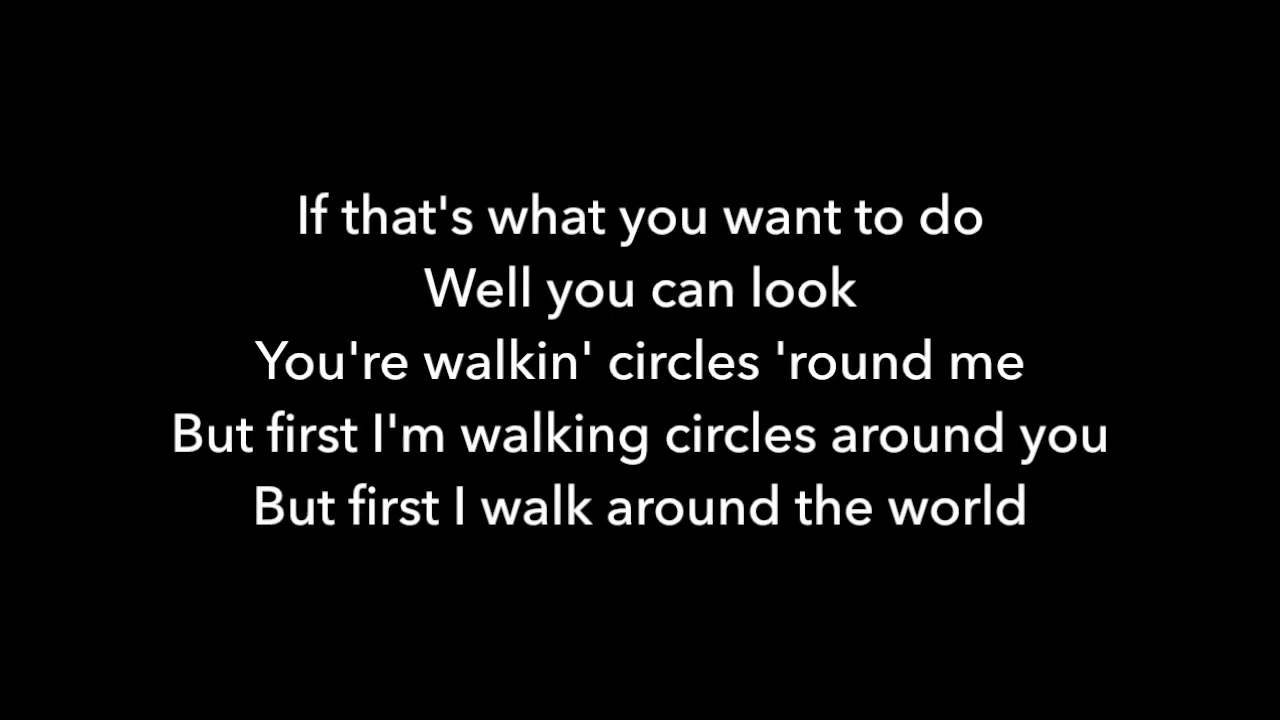 If that's what you want to do
Well you can look
You're walkin' circles 'round me
But first I'm walking circles around you
But first I walk around the world